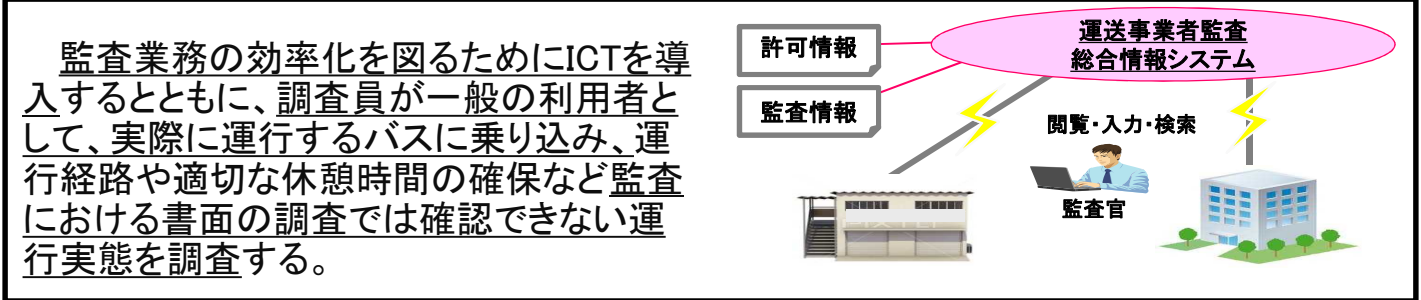 監査業務の効率化を図るためにICTを導
入するとともに、調査員が一般の利用者と
して、実際に運行するバスに乗り込み、運
行経路や適切な休憩時間の確保など監査
における書面の調査では確認できない運
行実態を調査する。
許可情報
監査情報
運送事業者監査
総合情報システム
閲覧・入力・検索
監査官